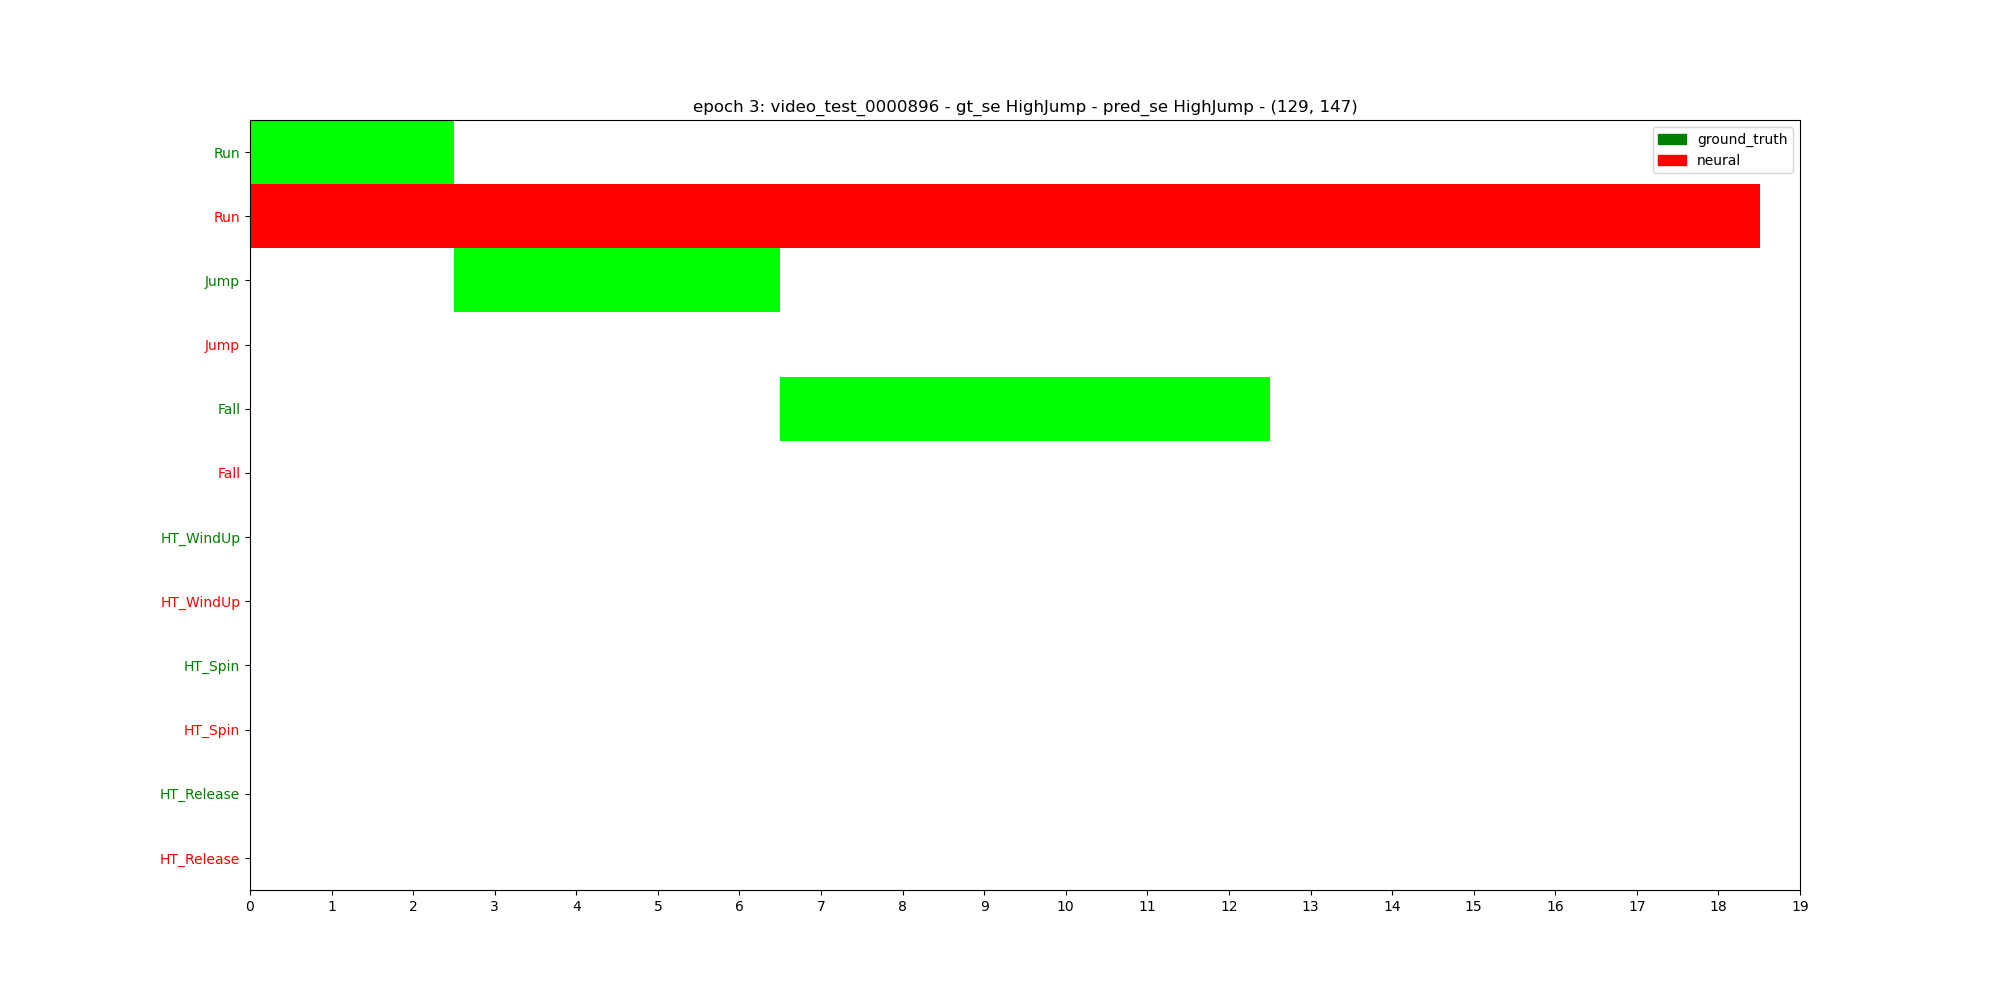 epoch 3: video_test_0000896 - gt_se HighJump - pred_se HighJump - (129, 147)
ground_truth
neural
Run
Run
Jump
Jump
Fall
Fall
HT_WindUp
HT_WindUp
HT_Spin
HT_Spin
HT_Release
HT_Release
0 1 2 3 4 5 6 7 8 9 10 11 12 13 14 15 16 17 18 19